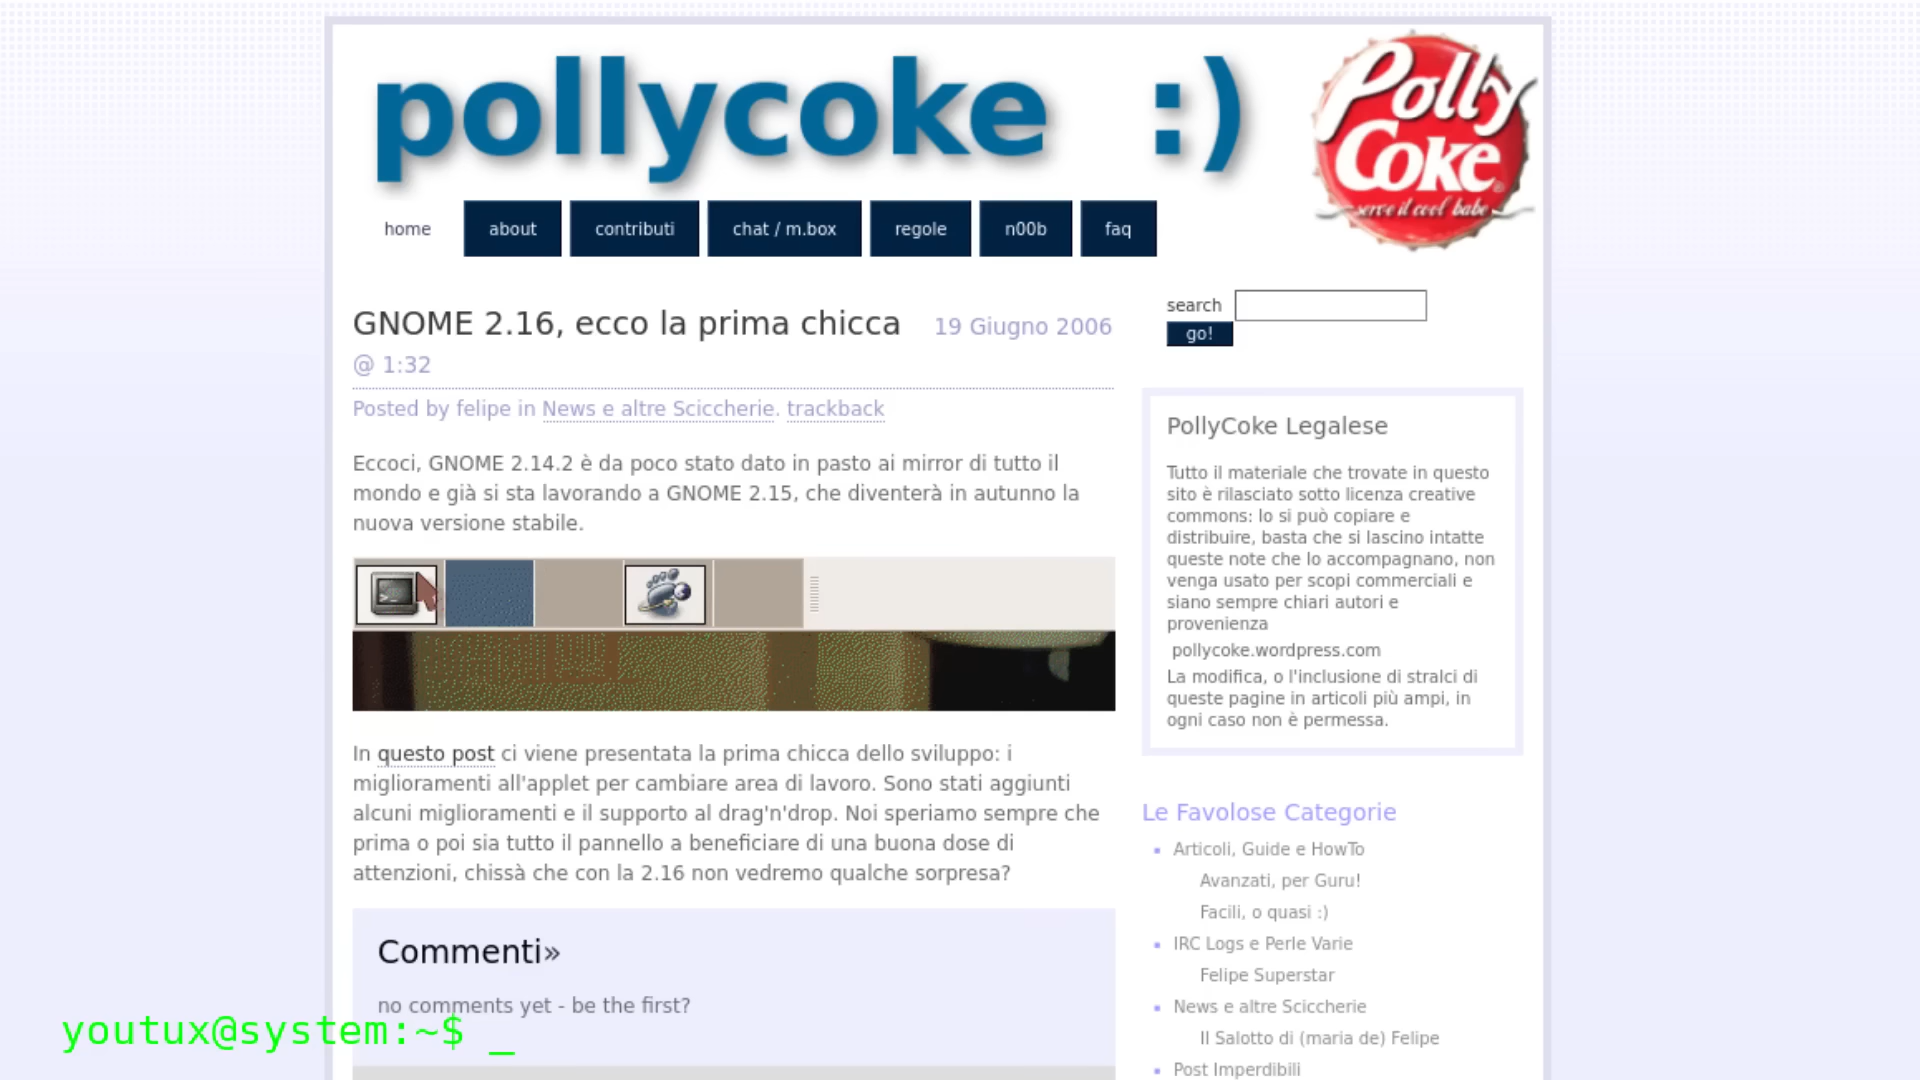 pollycoke :)
Polly
Coke
serve il cool babe
home about contributi chat / m.box regole n00b faq
search
go!
GNOME 2.16, ecco la prima chicca 19 Giugno 2006
@ 1:32
Posted by felipe in News e altre Sciccherie. trackback
Eccoci, GNOME 2.14.2 è da poco stato dato in pasto ai mirror di tutto il
mondo e già si sta lavorando a GNOME 2.15, che diventerà in autunno la
nuova versione stabile.
In questo post ci viene presentata la prima chicca dello sviluppo: i
miglioramenti all'applet per cambiare area di lavoro. Sono stati aggiunti
alcuni miglioramenti e il supporto al drag'n'drop. Noi speriamo sempre che
prima o poi sia tutto il pannello a beneficiare di una buona dose di
attenzioni, chissà che con la 2.16 non vedremo qualche sorpresa?
Commenti»
no comments yet - be the first?
PollyCoke Legalese
Tutto il materiale che trovate in questo
sito è rilasciato sotto licenza creative
commons: lo si può copiare e
distribuire, basta che si lascino intatte
queste note che lo accompagnano, non
venga usato per scopi commerciali e
siano sempre chiari autori e
provenienza
pollycoke.wordpress.com
La modifica, o l'inclusione di stralci di
queste pagine in articoli più ampi, in
ogni caso non è permessa.
Le Favolose Categorie
Articoli, Guide e HowTo
Avanzati, per Guru!
Facili, o quasi :)
IRC Logs e Perle Varie
Felipe Superstar
News e altre Sciccherie
Il Salotto di (maria de) Felipe
Post Imperdibili
youtux@system:~$ _